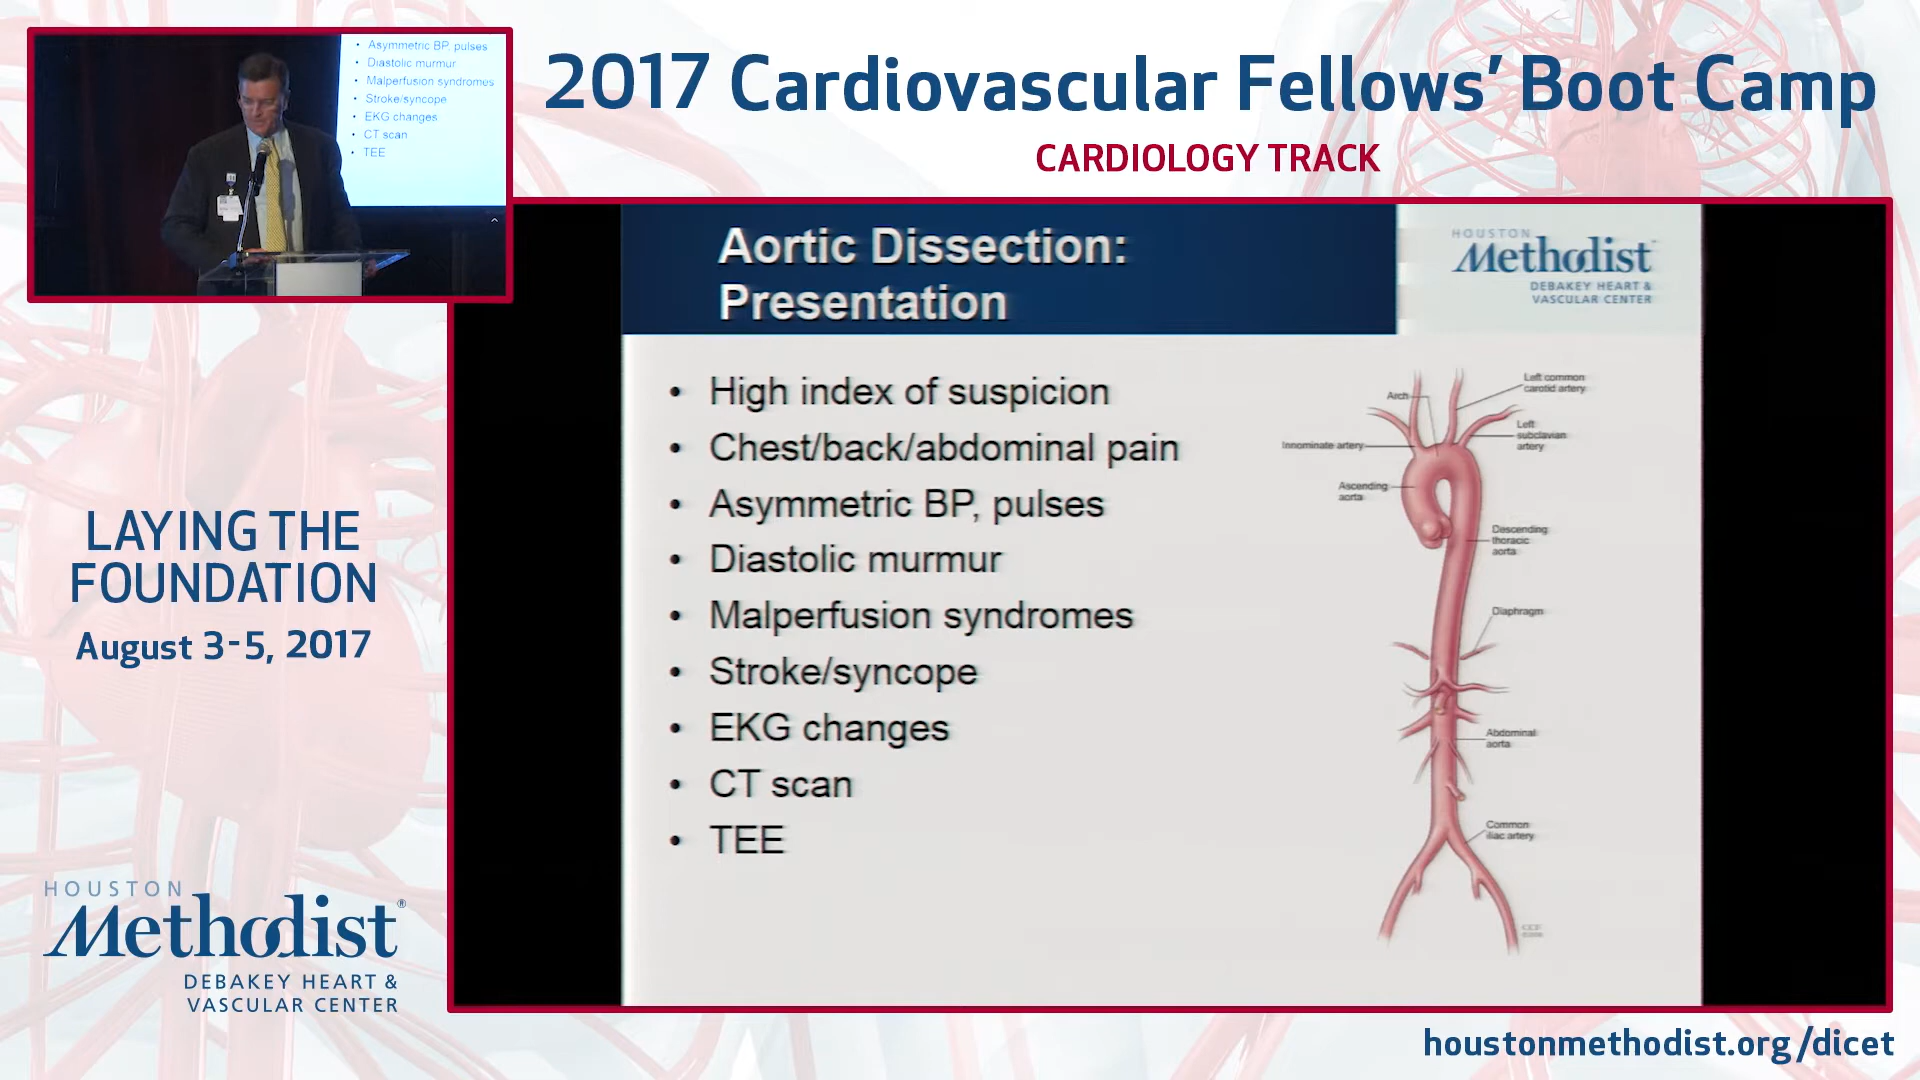 • Asymmetric BP, pulses
• Diastolic murmur
• Malperfusion syndromes
• Stroke/syncope
• EKG changes
• CT scan
• TEE
2017 Cardiovascular Fellows' Boot Camp
CARDIOLOGY TRACK
Aortic Dissection:
Presentation
HOUSTON
Methodist
DEBAKEY HEART &
VASCULAR CENTER
• High index of suspicion
• Chest/back/abdominal pain
• Asymmetric BP, pulses
• Diastolic murmur
• Malperfusion syndromes
• Stroke/syncope
• EKG changes
• CT scan
• TEE
Left common
carotid artery
Arch
Left
subclavian
artery
Innominate artery
Ascending
aorta
Descending
thoracic
aorta
Diaphragm
Abdominal
aorta
Common
iliac artery
LAYING THE
FOUNDATION
August 3-5, 2017
HOUSTON
Methodist®
DEBAKEY HEART &
VASCULAR CENTER
houstonmethodist.org/dicet